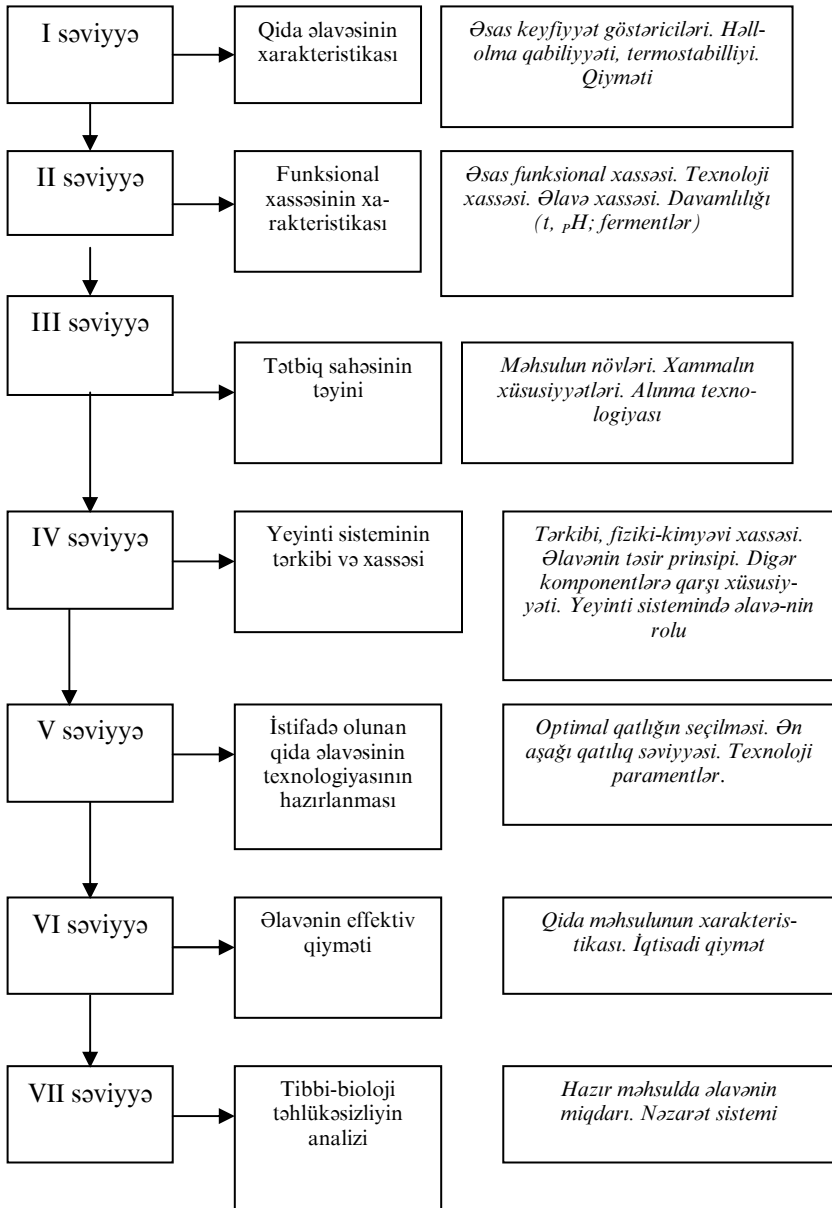 I səviyyə
Qida əlavəsinin
xarakteristikası
Əsas keyfiyyət göstəriciləri. Həll-
olma qabiliyyəti, termostabilliyi.
Qiyməti
II səviyyə
Funksional
xassəsinin xa-
rakteristikası
Əsas funksional xassəsi. Texnoloji
xassəsi. Əlavə xassəsi. Davamlılığı
(t, PH; fermentlər)
III səviyyə
Tətbiq sahəsinin
təyini
Məhsulun növləri. Xammalın
xüsusiyyətləri. Alınma texno-
logiyası
IV səviyyə
Yeyinti sisteminin
tərkibi və xassəsi
Tərkibi, fiziki-kimyəvi xassəsi.
Əlavənin təsir prinsipi. Digər
komponentlərə qarşı xüsusiy-
yəti. Yeyinti sistemində əlavə-nin
rolu
V səviyyə
İstifadə olunan
qida əlavəsinin
texnologiyasının
hazırlanması
Optimal qatlığın seçilməsi. Ən
aşağı qatılıq səviyyəsi. Texnoloji
paramentlər.
VI səviyyə
Əlavənin effektiv
qiyməti
Qida məhsulunun xarakteris-
tikası. İqtisadi qiymət
VII səviyyə
Tibbi-bioloji
təhlükəsizliyin
analizi
Hazır məhsulda əlavənin
miqdarı. Nəzarət sistemi